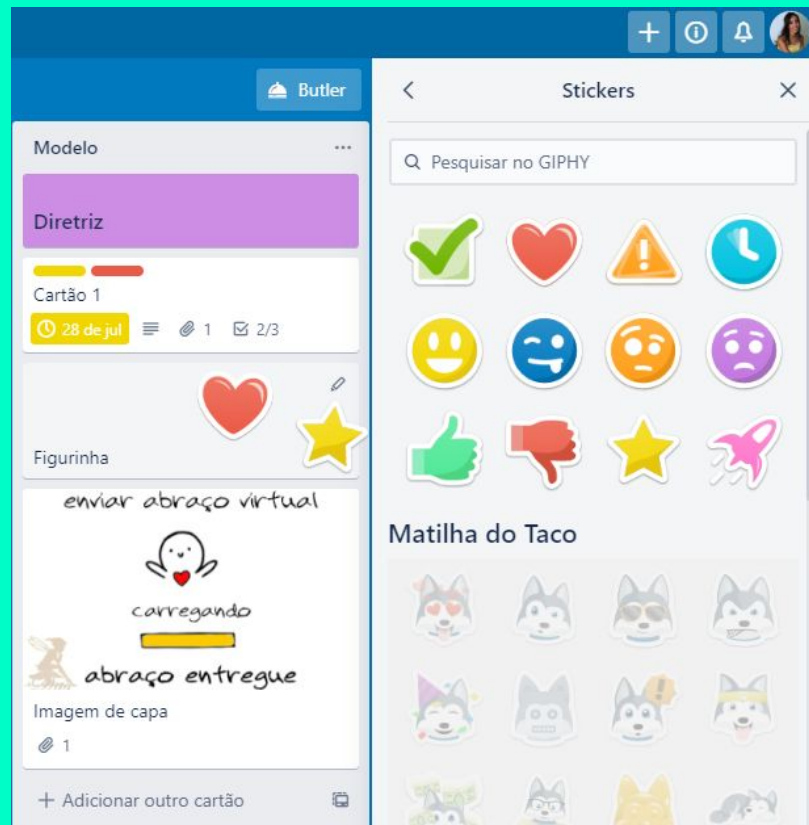 Butler
Modelo
Diretriz
Cartão 1
28 de jul
1
2/3
Figurinha
enviar abraço virtual
carregando
abraço entregue
Imagem de capa
1
+ Adicionar outro cartão
Stickers
Pesquisar no GIPHY
Matilha do Taco